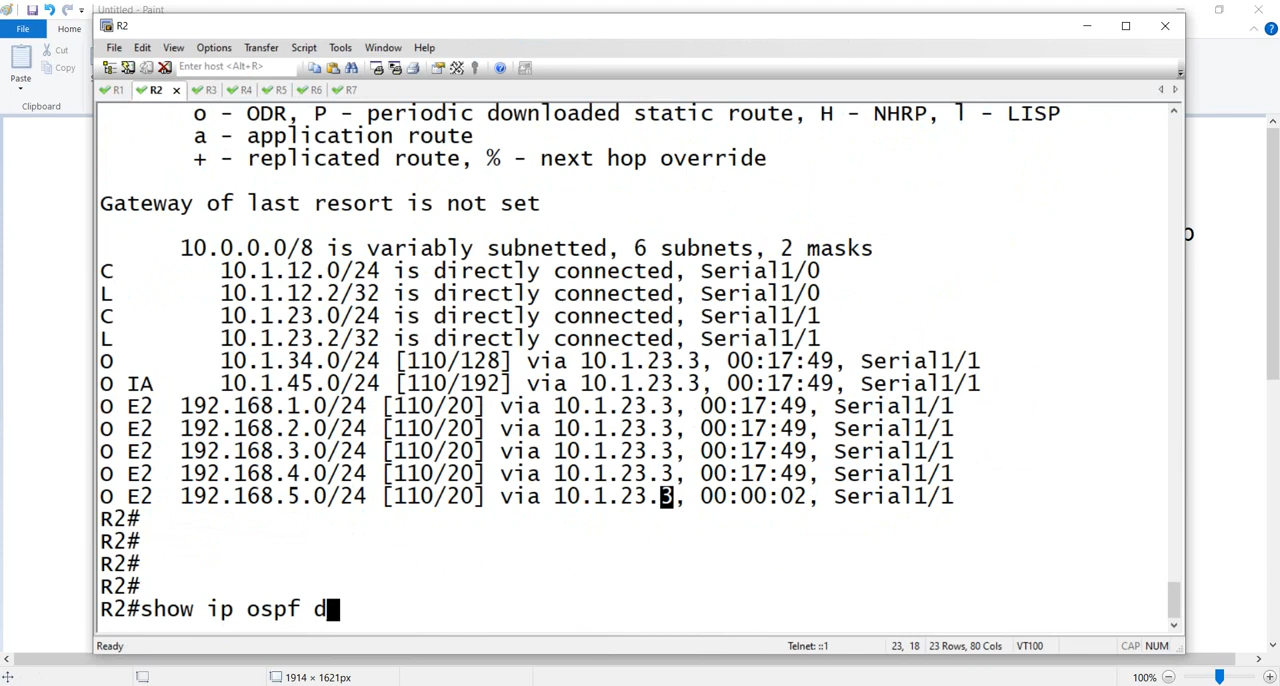 Untitled - Paint
File
Home
Paste
Cut
Copy
Clipboard
R2
File Edit View Options Transfer Script Tools Window Help
Enter host <Alt+R>
R1 R2 R3 R4 R5 R6 R7
o - ODR, P - periodic downloaded static route, H - NHRP, l - LISP
a - application route
+ - replicated route, % - next hop override
Gateway of last resort is not set
10.0.0.0/8 is variably subnetted, 6 subnets, 2 masks
C 10.1.12.0/24 is directly connected, Serial1/0
L 10.1.12.2/32 is directly connected, Serial1/0
C 10.1.23.0/24 is directly connected, Serial1/1
L 10.1.23.2/32 is directly connected, Serial1/1
O 10.1.34.0/24 [110/128] via 10.1.23.3, 00:17:49, Serial1/1
O IA 10.1.45.0/24 [110/192] via 10.1.23.3, 00:17:49, Serial1/1
O E2 192.168.1.0/24 [110/20] via 10.1.23.3, 00:17:49, Serial1/1
O E2 192.168.2.0/24 [110/20] via 10.1.23.3, 00:17:49, Serial1/1
O E2 192.168.3.0/24 [110/20] via 10.1.23.3, 00:17:49, Serial1/1
O E2 192.168.4.0/24 [110/20] via 10.1.23.3, 00:17:49, Serial1/1
O E2 192.168.5.0/24 [110/20] via 10.1.23.3, 00:00:02, Serial1/1
R2#
R2#
R2#
R2#
R2#show ip ospf d
Ready Telnet: ::1 23, 18 23 Rows, 80 Cols VT100 CAP NUM
1914 × 1621px 100%